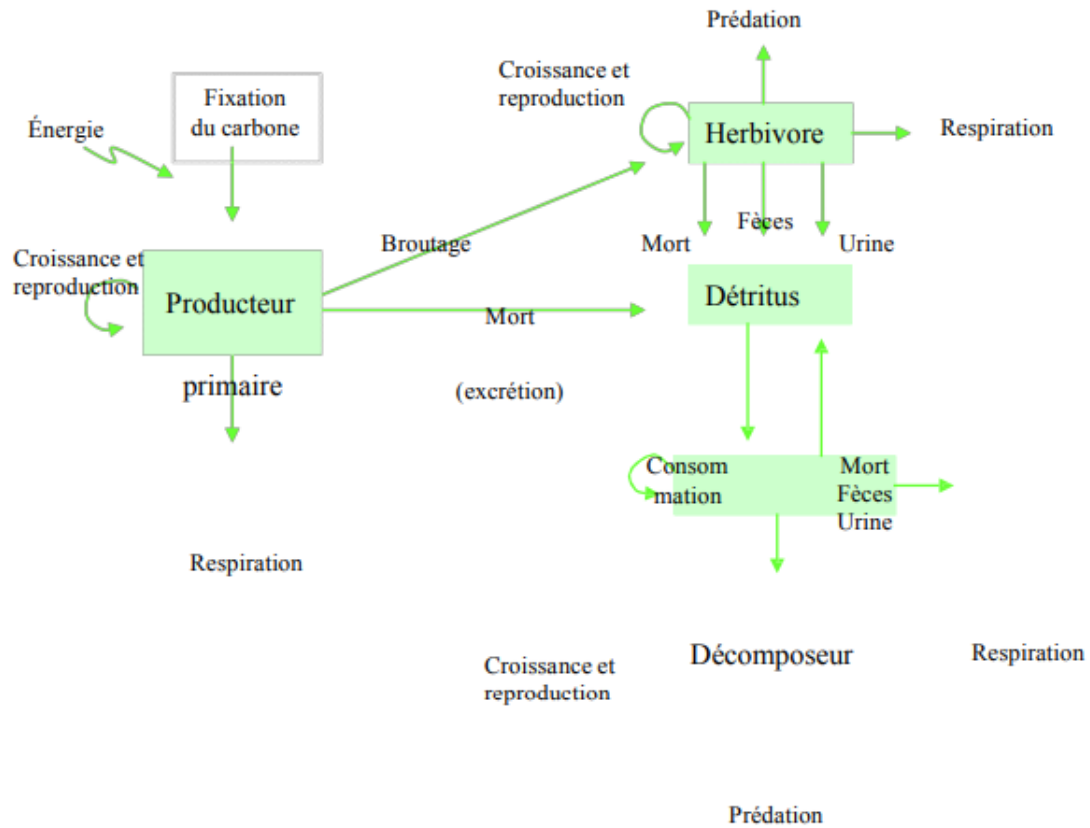 Prédation
Croissance et
reproduction
Fixation
du carbone
Énergie
Herbivore
Respiration
Fèces
Broutage
Mort
Urine
Croissance et
reproduction
Producteur
Détritus
Mort
primaire
(excrétion)
Consom
mation
Mort
Fèces
Urine
Respiration
Croissance et
reproduction
Décomposeur
Respiration
Prédation